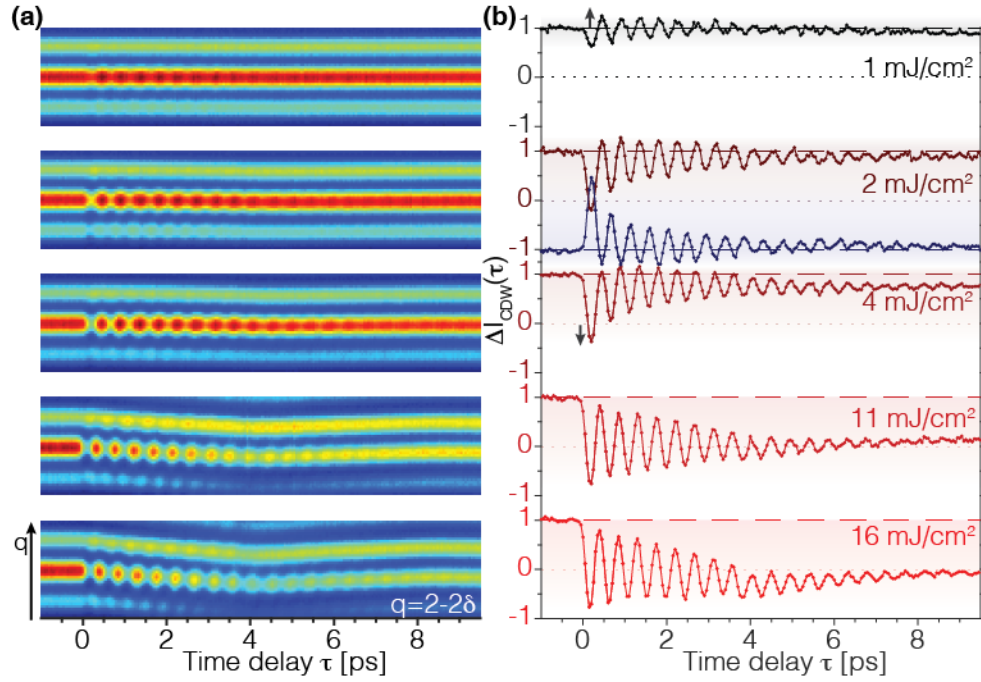 (a)
q
q=2-2δ
0 2 4 6 8
Time delay τ [ps]
(b)
ΔI_CDW(τ)
1
0
-1
1 mJ/cm²
1
0
-1
2 mJ/cm²
1
0
-1
4 mJ/cm²
1
0
-1
11 mJ/cm²
1
0
-1
16 mJ/cm²
0 2 4 6 8
Time delay τ [ps]